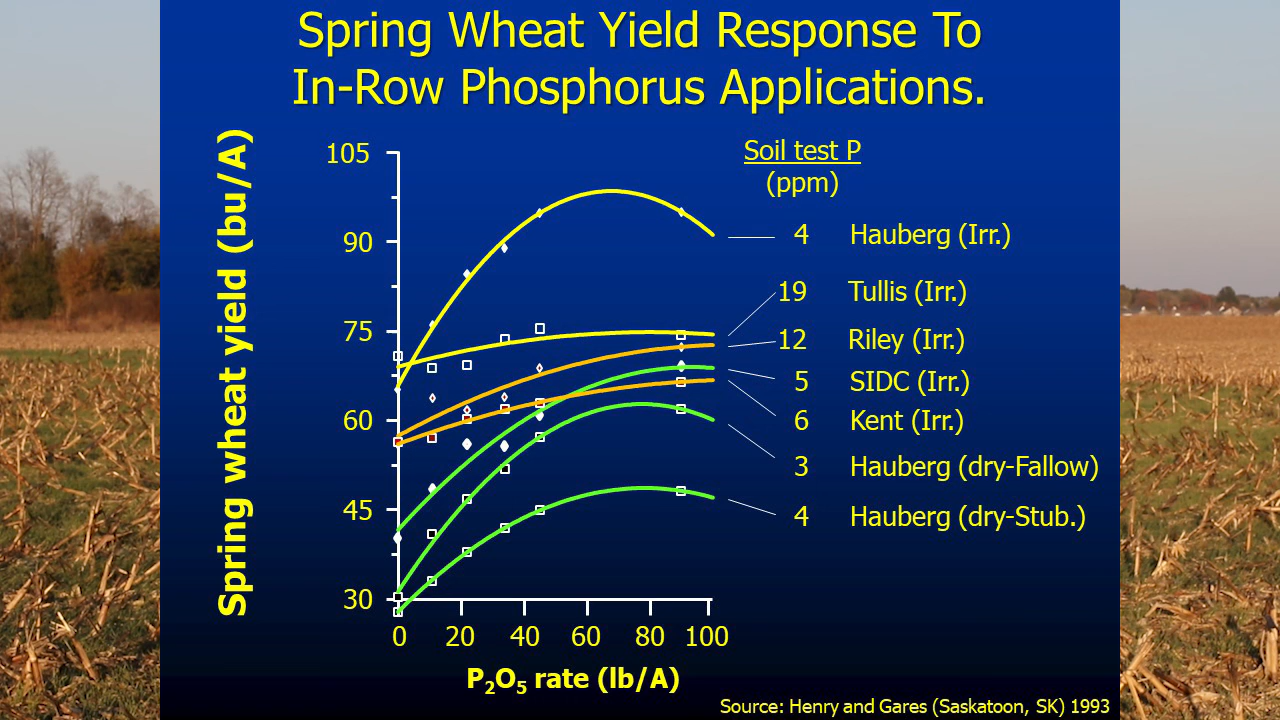 Spring Wheat Yield Response To
In-Row Phosphorus Applications.
Spring wheat yield (bu/A)
105
90
75
60
45
30
0 20 40 60 80 100
P₂O₅ rate (lb/A)
Soil test P
(ppm)
4 Hauberg (Irr.)
19 Tullis (Irr.)
12 Riley (Irr.)
5 SIDC (Irr.)
6 Kent (Irr.)
3 Hauberg (dry-Fallow)
4 Hauberg (dry-Stub.)
Source: Henry and Gares (Saskatoon, SK) 1993